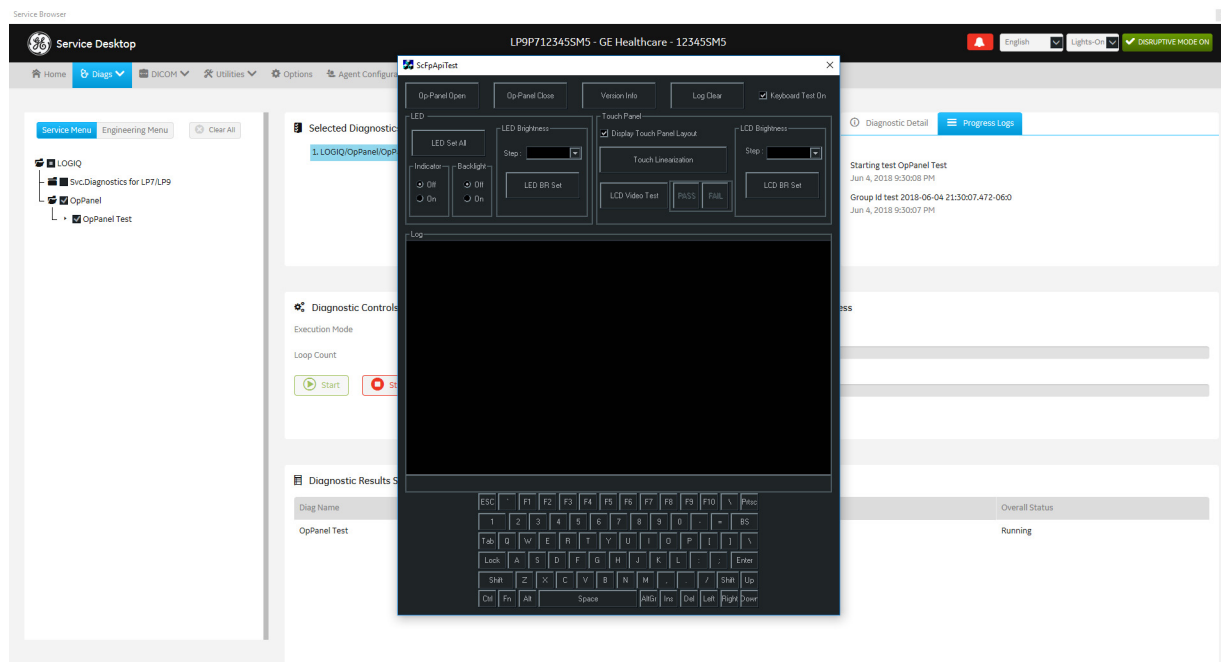 Service Browser
Service Desktop
LP9P712345SM5 - GE Healthcare - 12345SM5
English
Lights-On
DISRUPTIVE MODE ON
Home
Diags
DICOM
Utilities
Options
Agent Configura
ScFpApiTest
Op-Panel Open
Op-Panel Close
Version Info
Log Clear
Keyboard Test On
Service Menu
Engineering Menu
Clear All
LOGIQ
Svc.Diagnostics for LP7/LP9
OpPanel
OpPanel Test
Selected Diagnostic
1. LOGIQ/OpPanel/OpP
LED
LED Set All
Indicator
Off
On
Backlight
Off
On
LED Brightness
Step :
LED BR Set
Touch Panel
Display Touch Panel Layout
Touch Linearization
LCD Video Test
PASS
FAIL
LCD Brightness
Step :
LCD BR Set
Diagnostic Detail
Progress Logs
Starting test OpPanel Test
Jun 4, 2018 9:30:08 PM
Group Id test 2018-06-04 21:30:07.472-06:0
Jun 4, 2018 9:30:07 PM
Log
Diagnostic Controls
Execution Mode
Loop Count
Start
St
ess
Diagnostic Results S
Diag Name
Overall Status
OpPanel Test
Running
ESC ` F1 F2 F3 F4 F5 F6 F7 F8 F9 F10 \ Prtsc
1 2 3 4 5 6 7 8 9 0 - = BS
Tab Q W E R T Y U I O P [ ] \
Lock A S D F G H J K L : ; Enter
Shift Z X C V B N M , . / Shift Up
Ctrl Fn Alt Space AltGr Ins Del Left Right Down